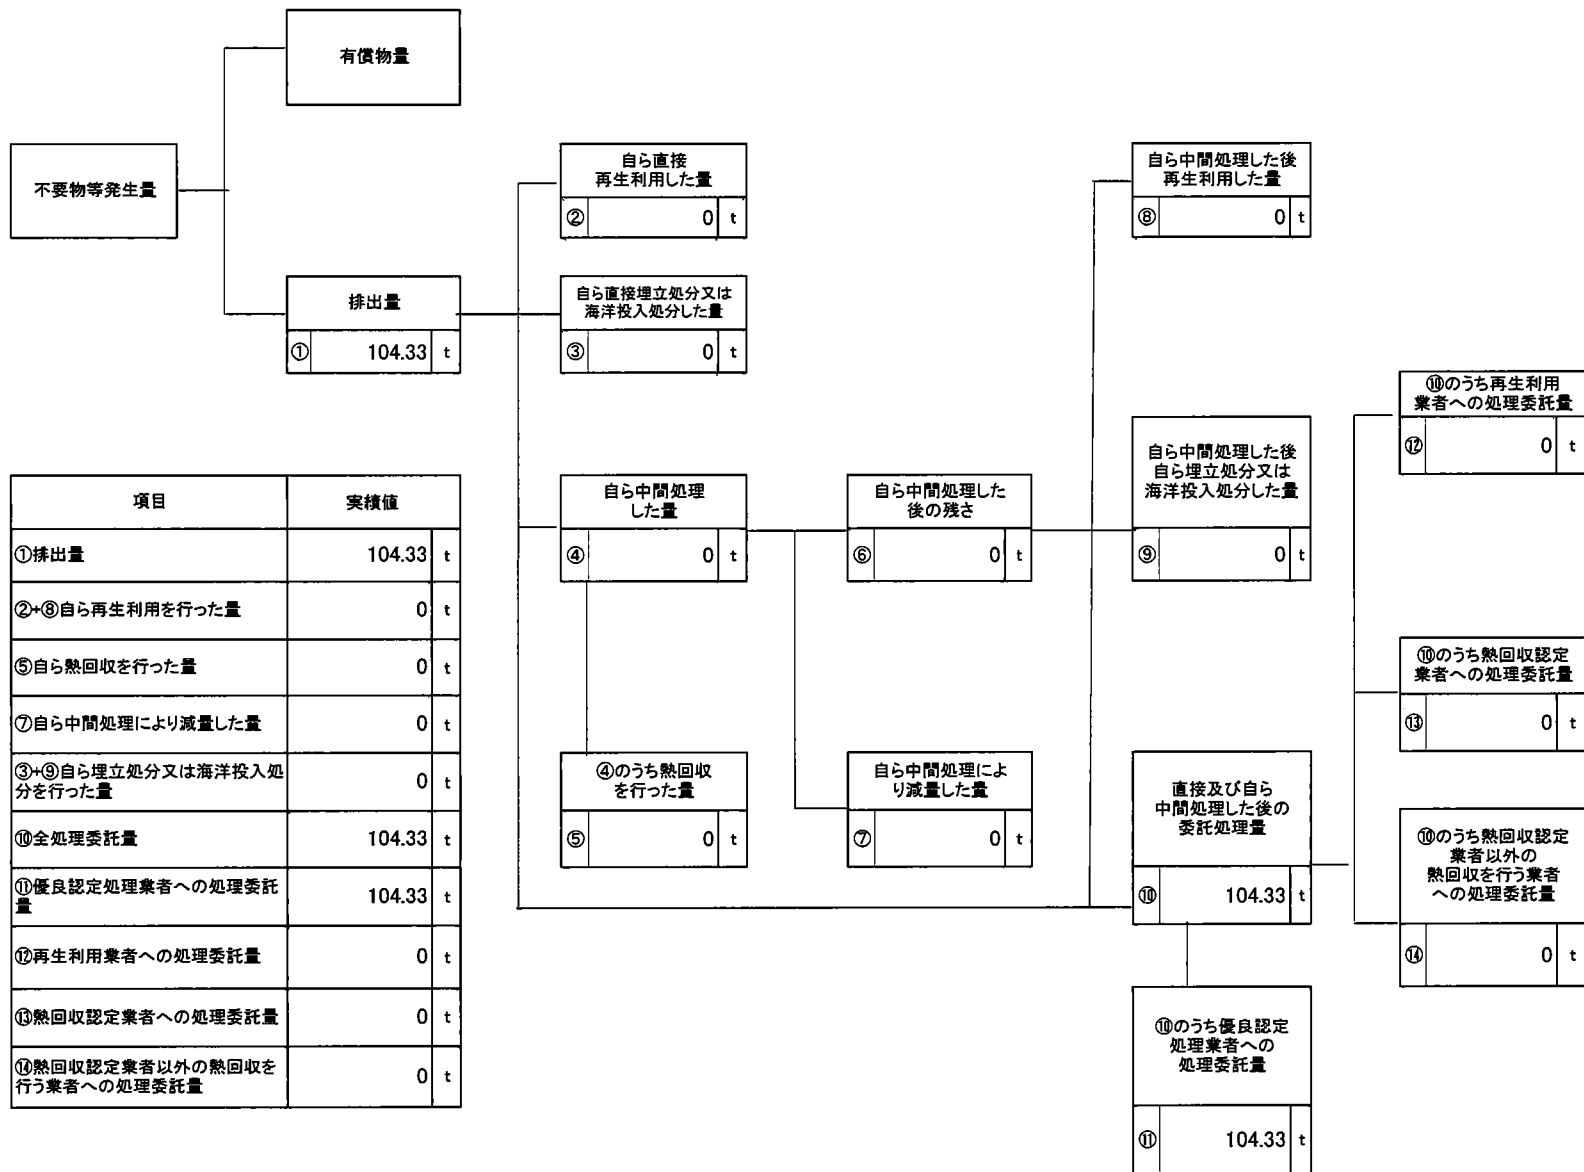 有償物量
不要物等発生量
排出量
① 104.33 t
自ら直接
再生利用した量
② 0 t
自ら直接埋立処分又は
海洋投入処分した量
③ 0 t
自ら中間処理
した量
④ 0 t
④のうち熱回収
を行った量
⑤ 0 t
自ら中間処理した
後の残さ
⑥ 0 t
自ら中間処理によ
り減量した量
⑦ 0 t
自ら中間処理した後
再生利用した量
⑧ 0 t
自ら中間処理した後
自ら埋立処分又は
海洋投入処分した量
⑨ 0 t
直接及び自ら
中間処理した後の
委託処理量
⑩ 104.33 t
⑩のうち優良認定
処理業者への
処理委託量
⑪ 104.33 t
⑩のうち再生利用
業者への処理委託量
⑫ 0 t
⑩のうち熱回収認定
業者への処理委託量
⑬ 0 t
⑩のうち熱回収認定
業者以外の
熱回収を行う業者
への処理委託量
⑭ 0 t
項目 実績値
①排出量 104.33 t
②+⑧自ら再生利用を行った量 0 t
⑤自ら熱回収を行った量 0 t
⑦自ら中間処理により減量した量 0 t
③+⑨自ら埋立処分又は海洋投入処
分を行った量 0 t
⑩全処理委託量 104.33 t
⑪優良認定処理業者への処理委託
量 104.33 t
⑫再生利用業者への処理委託量 0 t
⑬熱回収認定業者への処理委託量 0 t
⑭熱回収認定業者以外の熱回収を
行う業者への処理委託量 0 t